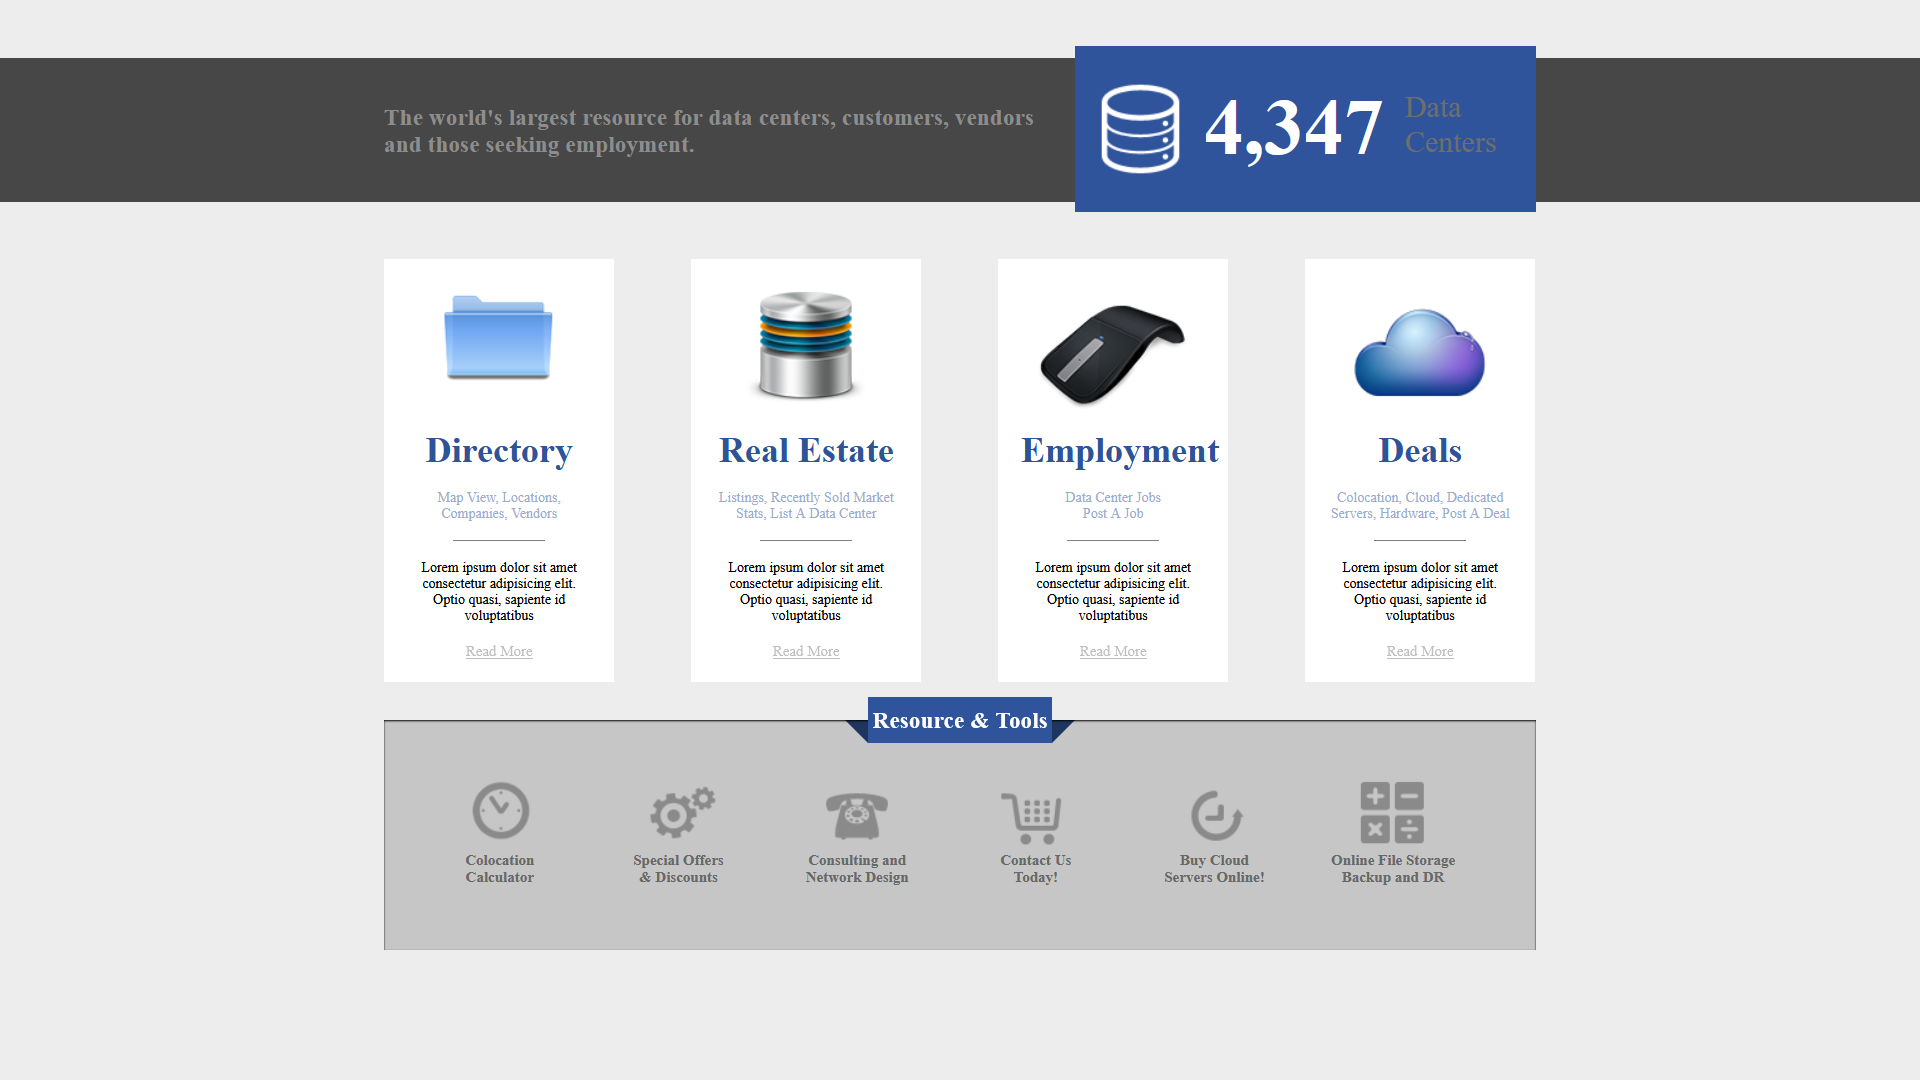 The world's largest resource for data centers, customers, vendors
and those seeking employment.
4,347
Data
Centers
Directory
Map View, Locations,
Companies, Vendors
Lorem ipsum dolor sit amet
consectetur adipisicing elit.
Optio quasi, sapiente id
voluptatibus
Read More
Real Estate
Listings, Recently Sold Market
Stats, List A Data Center
Lorem ipsum dolor sit amet
consectetur adipisicing elit.
Optio quasi, sapiente id
voluptatibus
Read More
Employment
Data Center Jobs
Post A Job
Lorem ipsum dolor sit amet
consectetur adipisicing elit.
Optio quasi, sapiente id
voluptatibus
Read More
Deals
Colocation, Cloud, Dedicated
Servers, Hardware, Post A Deal
Lorem ipsum dolor sit amet
consectetur adipisicing elit.
Optio quasi, sapiente id
voluptatibus
Read More
Resource & Tools
Colocation
Calculator
Special Offers
& Discounts
Consulting and
Network Design
Contact Us
Today!
Buy Cloud
Servers Online!
Online File Storage
Backup and DR